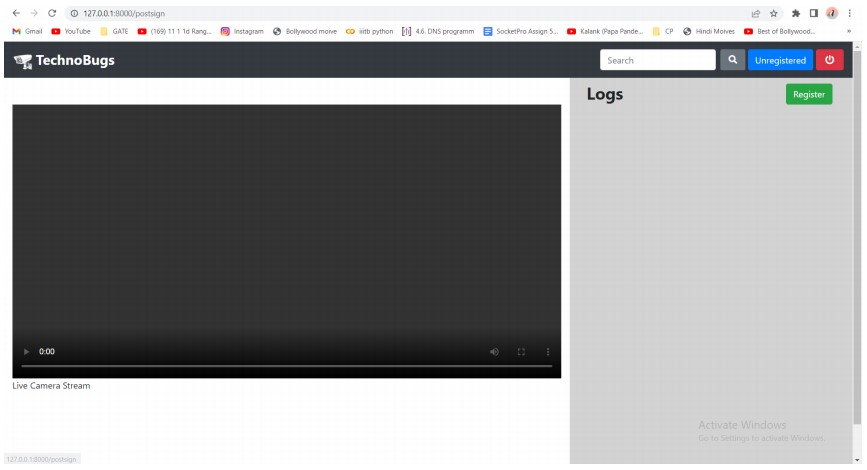 127.0.0.1:8000/postsign
Gmail YouTube GATE (169) 11 1 1d Rang... Instagram Bollywood moive iiitb python 4.6. DNS programm SocketPro Assign 5... Kalank (Papa Pande... CP Hindi Moives Best of Bollywood... »
TechnoBugs Search Unregistered
Logs Register
0:00
Live Camera Stream
Activate Windows
Go to Settings to activate Windows.
127.0.0.1:8000/postsign